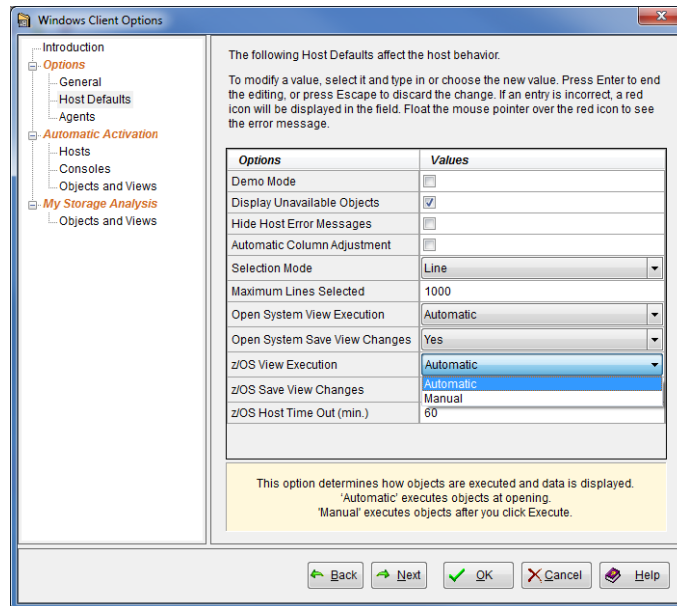 Windows Client Options
Introduction
Options
General
Host Defaults
Agents
Automatic Activation
Hosts
Consoles
Objects and Views
My Storage Analysis
Objects and Views
The following Host Defaults affect the host behavior.
To modify a value, select it and type in or choose the new value. Press Enter to end
the editing, or press Escape to discard the change. If an entry is incorrect, a red
icon will be displayed in the field. Float the mouse pointer over the red icon to see
the error message.
Options Values
Demo Mode
Display Unavailable Objects
Hide Host Error Messages
Automatic Column Adjustment
Selection Mode Line
Maximum Lines Selected 1000
Open System View Execution Automatic
Open System Save View Changes Yes
z/OS View Execution Automatic
Automatic
z/OS Save View Changes
Manual
z/OS Host Time Out (min.) 60
This option determines how objects are executed and data is displayed.
'Automatic' executes objects at opening.
'Manual' executes objects after you click Execute.
Back Next OK Cancel Help